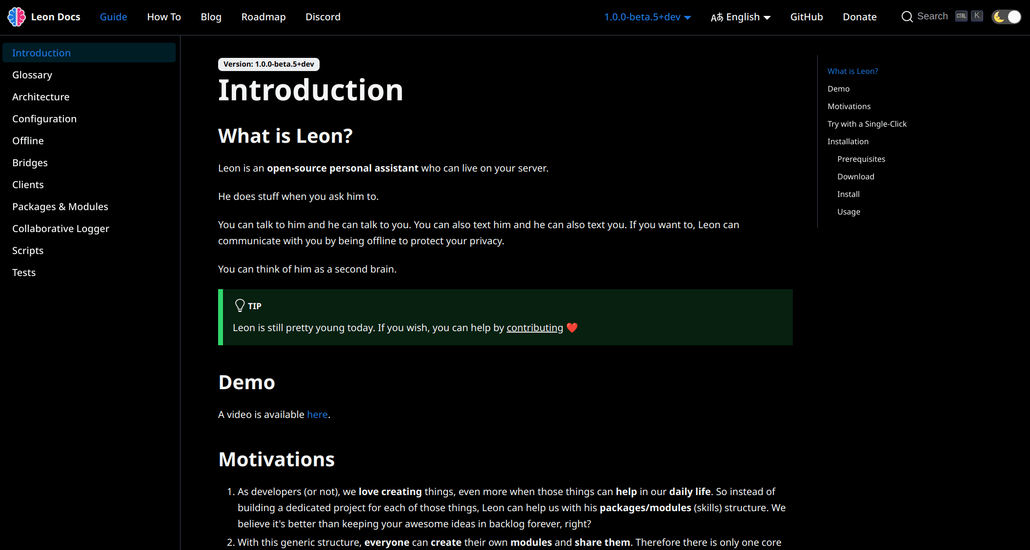 Leon Docs Guide How To Blog Roadmap Discord 1.0.0-beta.5+dev English GitHub Donate Search CTRL K
Introduction
Glossary
Architecture
Configuration
Offline
Bridges
Clients
Packages & Modules
Collaborative Logger
Scripts
Tests
Version: 1.0.0-beta.5+dev
Introduction
What is Leon?
Leon is an open-source personal assistant who can live on your server.
He does stuff when you ask him to.
You can talk to him and he can talk to you. You can also text him and he can also text you. If you want to, Leon can
communicate with you by being offline to protect your privacy.
You can think of him as a second brain.
TIP
Leon is still pretty young today. If you wish, you can help by contributing ❤️
Demo
A video is available here.
Motivations
1. As developers (or not), we love creating things, even more when those things can help in our daily life. So instead of
building a dedicated project for each of those things, Leon can help us with his packages/modules (skills) structure. We
believe it's better than keeping your awesome ideas in backlog forever, right?
2. With this generic structure, everyone can create their own modules and share them. Therefore there is only one core
What is Leon?
Demo
Motivations
Try with a Single-Click
Installation
Prerequisites
Download
Install
Usage